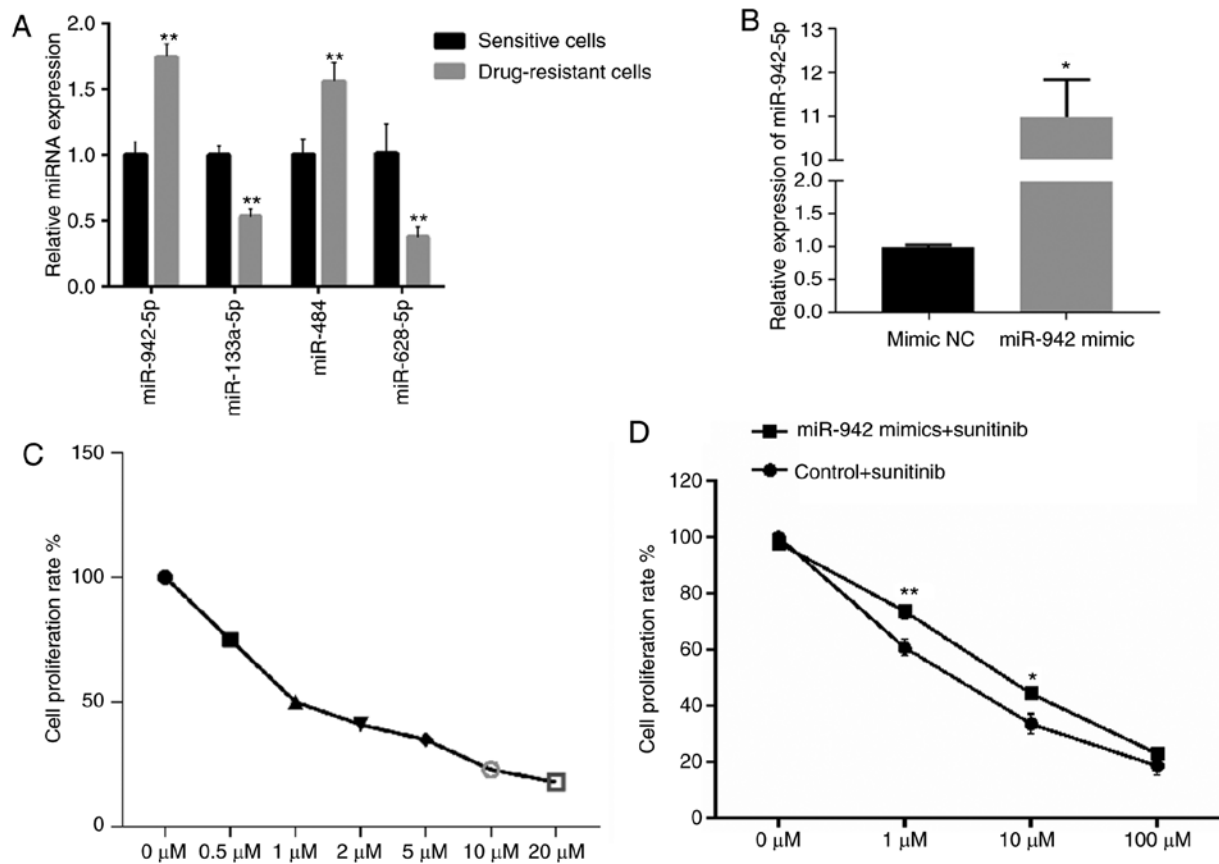 A
Relative miRNA expression
2.0
1.5
1.0
0.5
0.0
**
**
**
**
Sensitive cells
Drug-resistant cells
miR-942-5p
miR-133a-5p
miR-484
miR-628-5p
B
Relative expression of miR-942-5p
13
12
11
10
2.0
1.5
1.0
0.5
0.0
*
Mimic NC
miR-942 mimic
C
Cell proliferation rate %
150
100
50
0
0 μM
0.5 μM
1 μM
2 μM
5 μM
10 μM
20 μM
D
miR-942 mimics+sunitinib
Control+sunitinib
Cell proliferation rate %
120
100
80
60
40
20
0
**
*
0 μM
1 μM
10 μM
100 μM